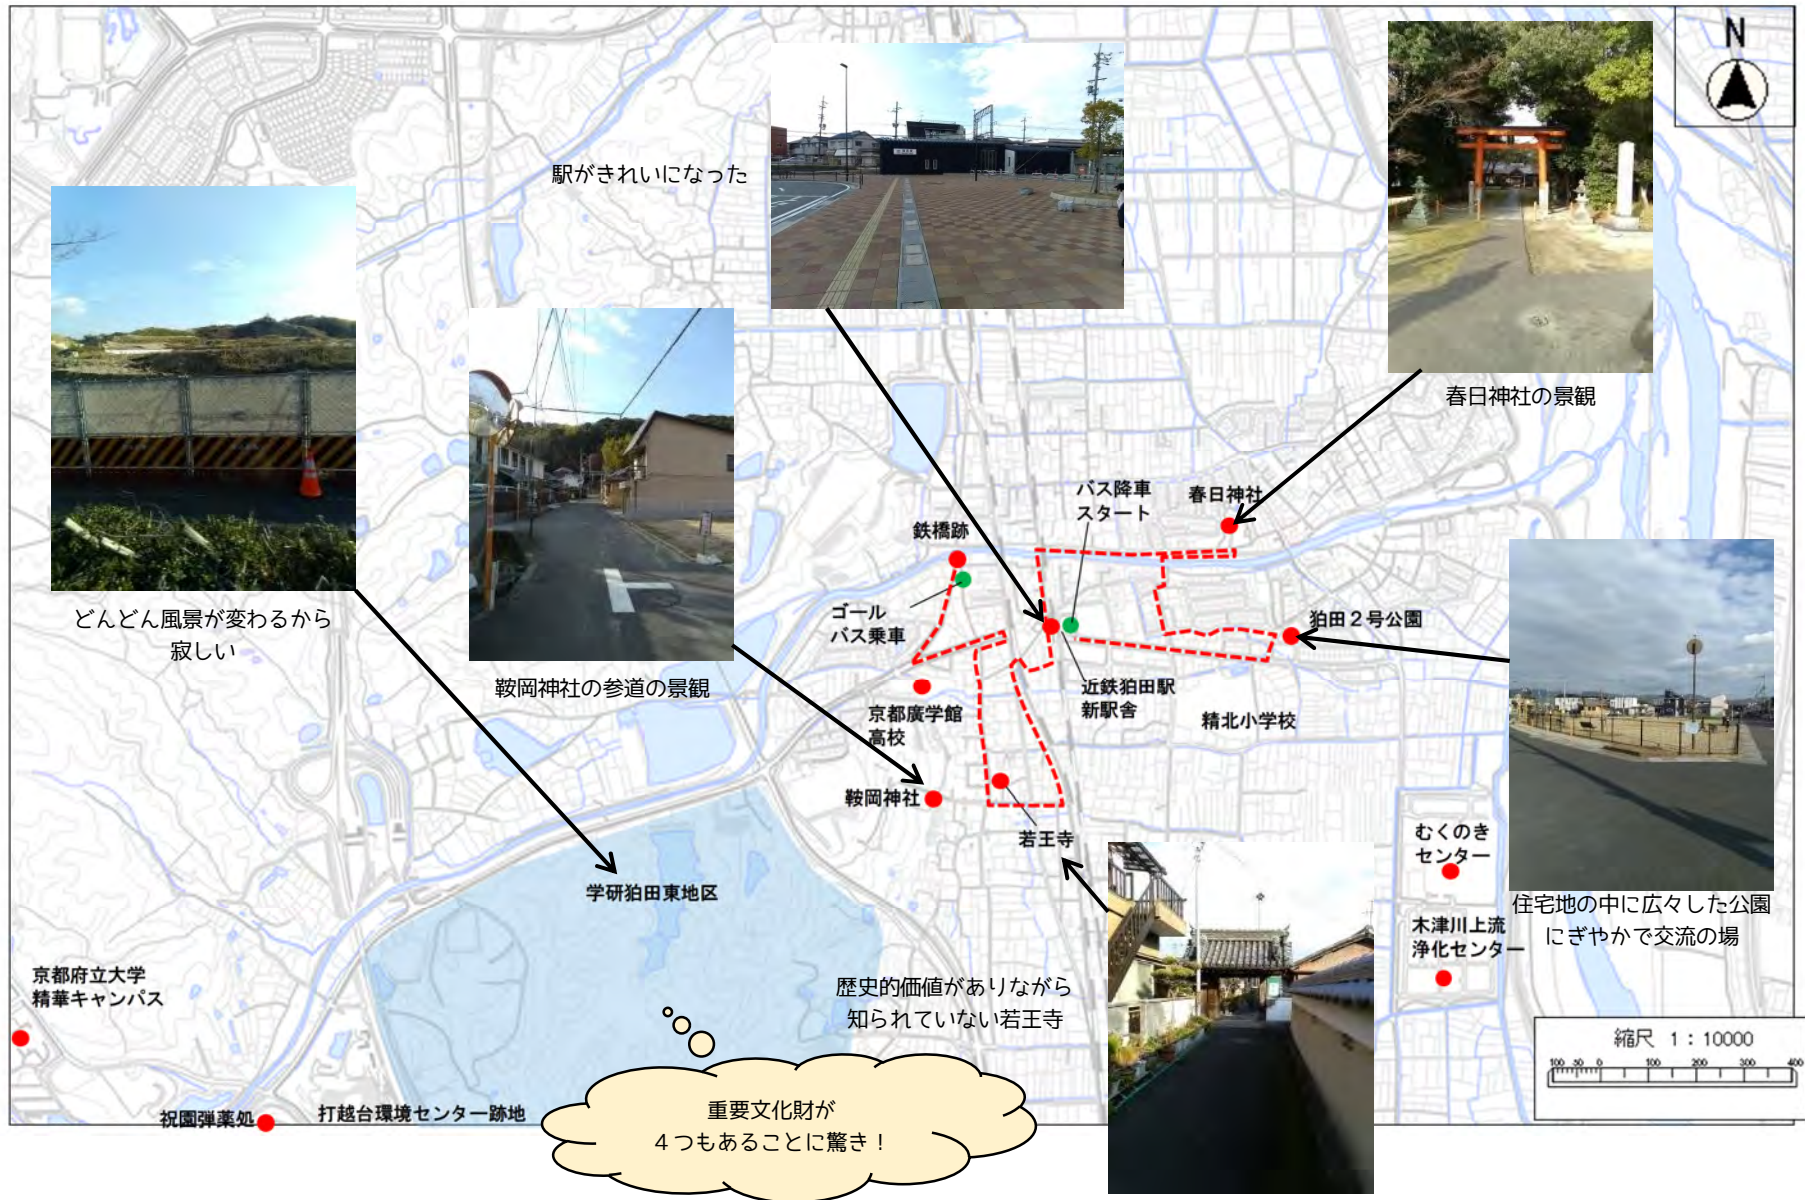 N
駅がきれいになった
春日神社の景観
どんどん風景が変わるから
寂しい
鞍岡神社の参道の景観
バス降車
スタート
春日神社
鉄橋跡
ゴール
バス乗車
狛田２号公園
近鉄狛田駅
新駅舎
精北小学校
京都廣学館
高校
鞍岡神社
若王寺
むくのき
センター
学研狛田東地区
住宅地の中に広々した公園
にぎやかで交流の場
木津川上流
浄化センター
京都府立大学
精華キャンパス
歴史的価値がありながら
知られていない若王寺
縮尺 1：10000
100 50 0 100 200 300 400
重要文化財が
４つもあることに驚き！
祝園弾薬処
打越台環境センター跡地